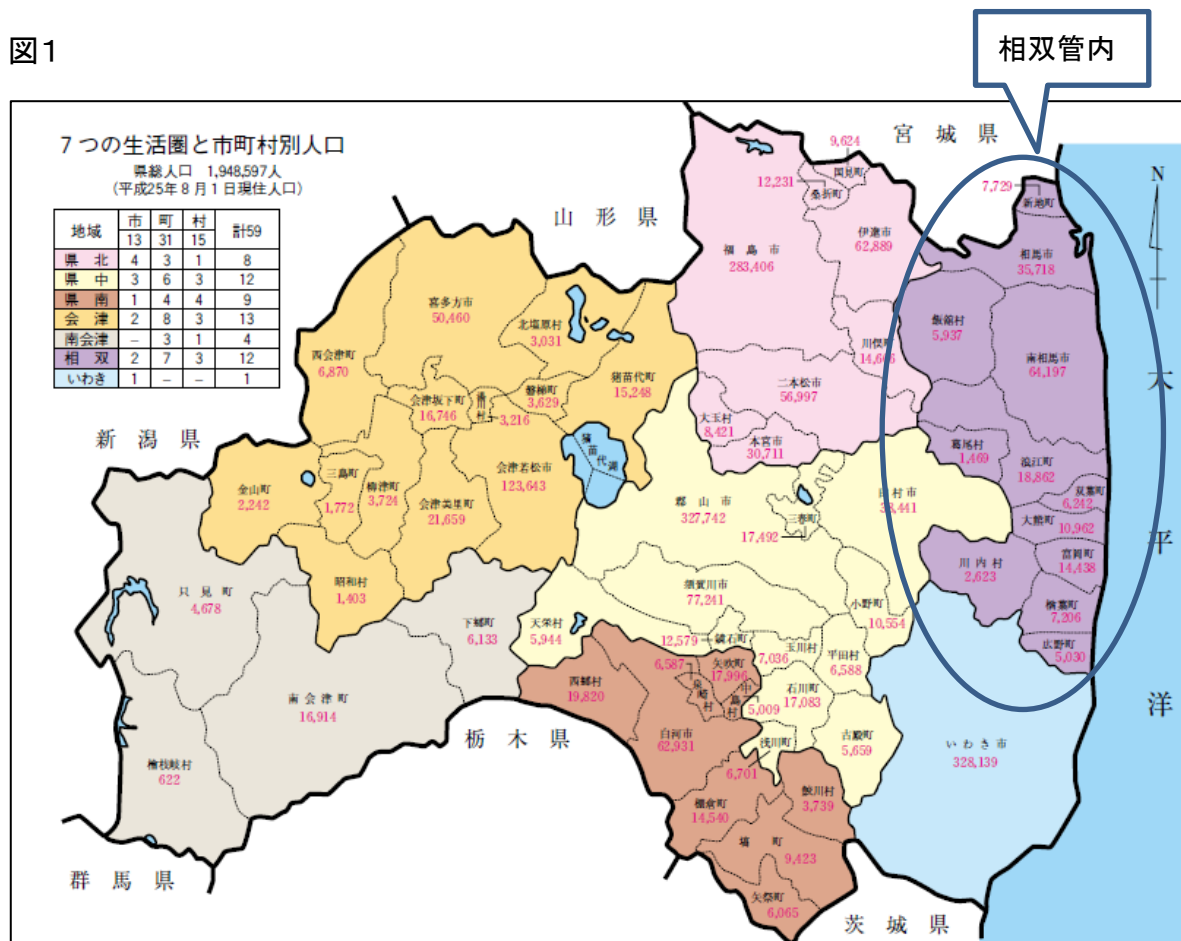 図1
相双管内
7つの生活圏と市町村別人口
県総人口 1,948,597人
(平成25年8月1日現住人口)
地域 市 町 村 計59
13 31 15
県北 4 3 1 8
県中 3 6 3 12
県南 1 4 4 9
会津 2 8 3 13
南会津 － 3 1 4
相双 2 7 3 12
いわき 1 － － 1
宮城県
山形県
新潟県
群馬県
栃木県
茨城県
太平洋
N
9,624
国見町
12,231
桑折町
伊達市
62,889
福島市
283,406
川俣町
14,666
二本松市
56,997
大玉村
8,421
本宮市
30,711
7,729
新地町
相馬市
35,718
飯舘村
5,937
南相馬市
64,197
葛尾村
1,469
浪江町
18,862
双葉町
6,242
大熊町
10,962
富岡町
14,438
川内村
2,623
楢葉町
7,206
広野町
5,030
喜多方市
50,460
北塩原村
3,031
西会津町
6,870
会津坂下町
16,746
湯川村
3,216
磐梯町
3,629
猪苗代町
15,248
猪苗代湖
会津若松市
123,643
三島町
1,772
柳津町
3,724
会津美里町
21,659
金山町
2,242
昭和村
1,403
只見町
4,678
下郷町
6,133
南会津町
16,914
檜枝岐村
622
郡山市
327,742
三春町
17,492
田村市
38,441
須賀川市
77,241
小野町
10,554
天栄村
5,944
12,579
鏡石町
玉川村
7,036
平田村
6,588
石川町
17,083
浅川町
6,701
古殿町
5,659
西郷村
19,820
6,587
泉崎村
矢吹町
17,996
中島村
5,009
白河市
62,931
棚倉町
14,540
鮫川村
3,739
塙町
9,423
矢祭町
6,065
いわき市
328,139